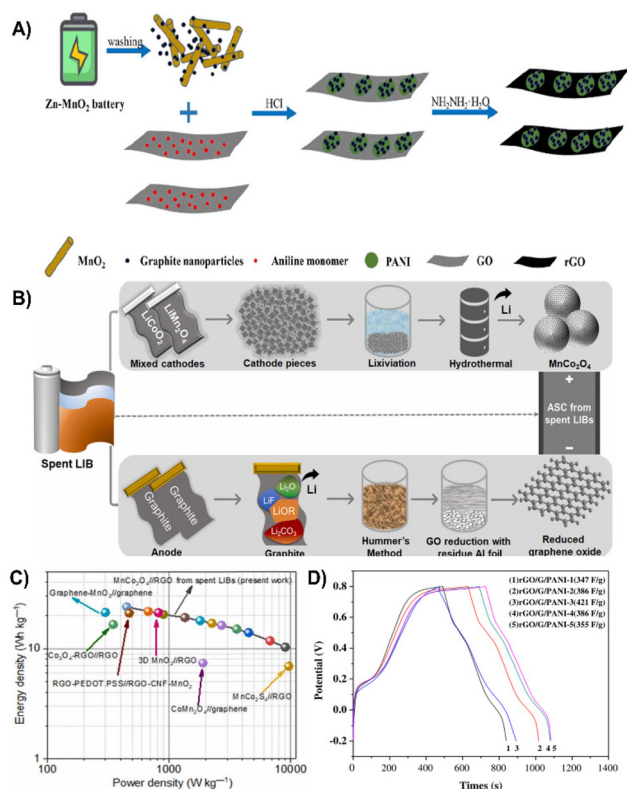 A)
washing
Zn-MnO₂ battery
HCl
NH₂NH₂·H₂O
MnO₂
Graphite nanoparticles
Aniline monomer
PANI
GO
rGO
B)
LiCoO₂
LiMn₂O₄
Li
Mixed cathodes
Cathode pieces
Lixiviation
Hydrothermal
MnCo₂O₄
Spent LIB
+
ASC from
spent LIBs
−
Graphite
Graphite
Li₂O
LiF
LiOR
Li₂CO₃
Li
Anode
Graphite
Hummer's
Method
GO reduction with
residue Al foil
Reduced
graphene oxide
C)
Energy density (Wh kg⁻¹)
100
10
1
MnCo₂O₄//RGO from spent LIBs (present work)
Graphene-MnO₂//graphene
Co₃O₄-RGO//RGO
3D MnO₂//RGO
RGO-PEDOT:PSS//RGO-CNF-MnO₂
CoMn₂O₄//graphene
MnCo₂S₄//RGO
100
1000
10000
Power density (W kg⁻¹)
D)
Potential (V)
0.8
0.6
0.4
0.2
0.0
-0.2
(1)rGO/G/PANI-1(347 F/g)
(2)rGO/G/PANI-2(386 F/g)
(3)rGO/G/PANI-3(421 F/g)
(4)rGO/G/PANI-4(386 F/g)
(5)rGO/G/PANI-5(355 F/g)
1 3 2 4 5
0 200 400 600 800 1000 1200 1400
Times (s)